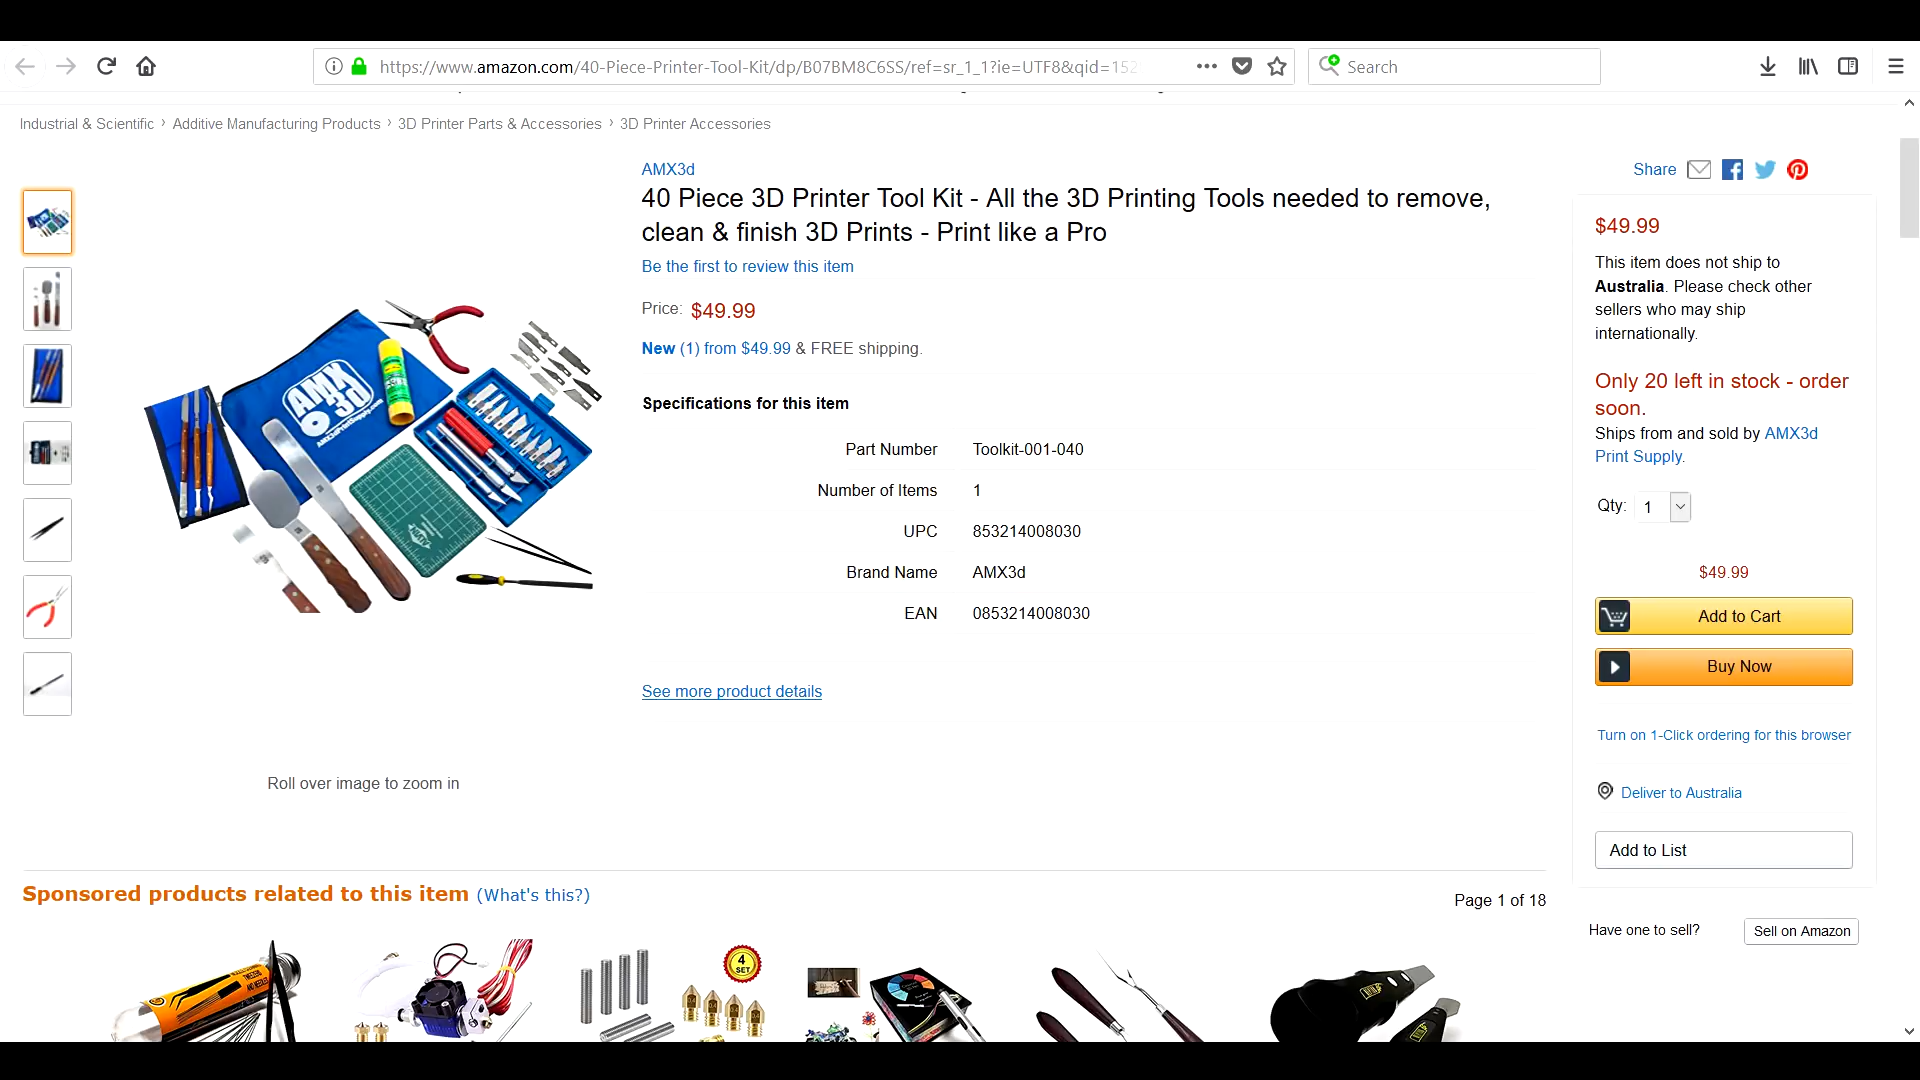 https://www.amazon.com/40-Piece-Printer-Tool-Kit/dp/B07BM8C6SS/ref=sr_1_1?ie=UTF8&qid=152
Search
Industrial & Scientific › Additive Manufacturing Products › 3D Printer Parts & Accessories › 3D Printer Accessories
AMX3d
40 Piece 3D Printer Tool Kit - All the 3D Printing Tools needed to remove,
clean & finish 3D Prints - Print like a Pro
Be the first to review this item
Price: $49.99
New (1) from $49.99 & FREE shipping.
Specifications for this item
Part Number Toolkit-001-040
Number of Items 1
UPC 853214008030
Brand Name AMX3d
EAN 0853214008030
See more product details
AMX
3d
AMX3dPrintSupply.com
Roll over image to zoom in
Share
$49.99
This item does not ship to
Australia. Please check other
sellers who may ship
internationally.
Only 20 left in stock - order
soon.
Ships from and sold by AMX3d
Print Supply.
Qty: 1
$49.99
Add to Cart
Buy Now
Turn on 1-Click ordering for this browser
Deliver to Australia
Add to List
Have one to sell? Sell on Amazon
Sponsored products related to this item (What's this?)
Page 1 of 18
4
SET